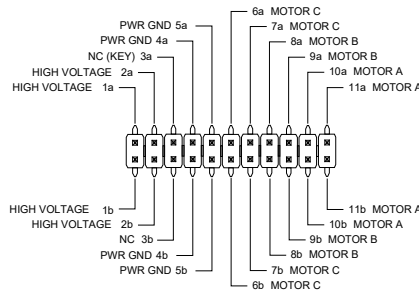 6a MOTOR C
PWR GND 5a
7a MOTOR C
PWR GND 4a
8a MOTOR B
NC (KEY) 3a
9a MOTOR B
HIGH VOLTAGE 2a
10a MOTOR A
HIGH VOLTAGE 1a
11a MOTOR A
HIGH VOLTAGE 1b
11b MOTOR A
HIGH VOLTAGE 2b
10b MOTOR A
NC 3b
9b MOTOR B
PWR GND 4b
8b MOTOR B
PWR GND 5b
7b MOTOR C
6b MOTOR C